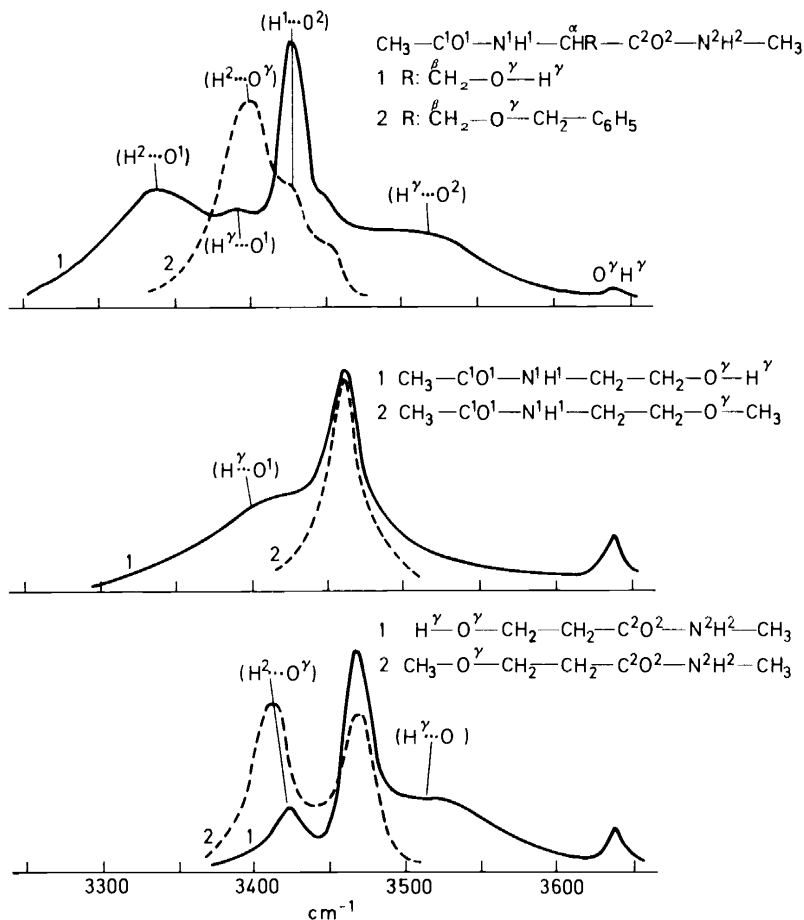 (H¹···O²)
CH₃—C¹O¹—N¹H¹—C^αHR—C²O²—N²H²—CH₃
1 R: C^βH₂—O^γ—H^γ
2 R: C^βH₂—O^γ—CH₂—C₆H₅
(H²···O^γ)
(H²···O¹)
(H^γ···O²)
(H^γ···O¹)
1
2
O^γH^γ
1 CH₃—C¹O¹—N¹H¹—CH₂—CH₂—O^γ—H^γ
2 CH₃—C¹O¹—N¹H¹—CH₂—CH₂—O^γ—CH₃
(H^γ···O¹)
1
2
1 H^γ—O^γ—CH₂—CH₂—C²O²—N²H²—CH₃
2 CH₃—O^γ—CH₂—CH₂—C²O²—N²H²—CH₃
(H²···O^γ)
(H^γ···O )
2
1
3300 3400 3500 3600
cm⁻¹